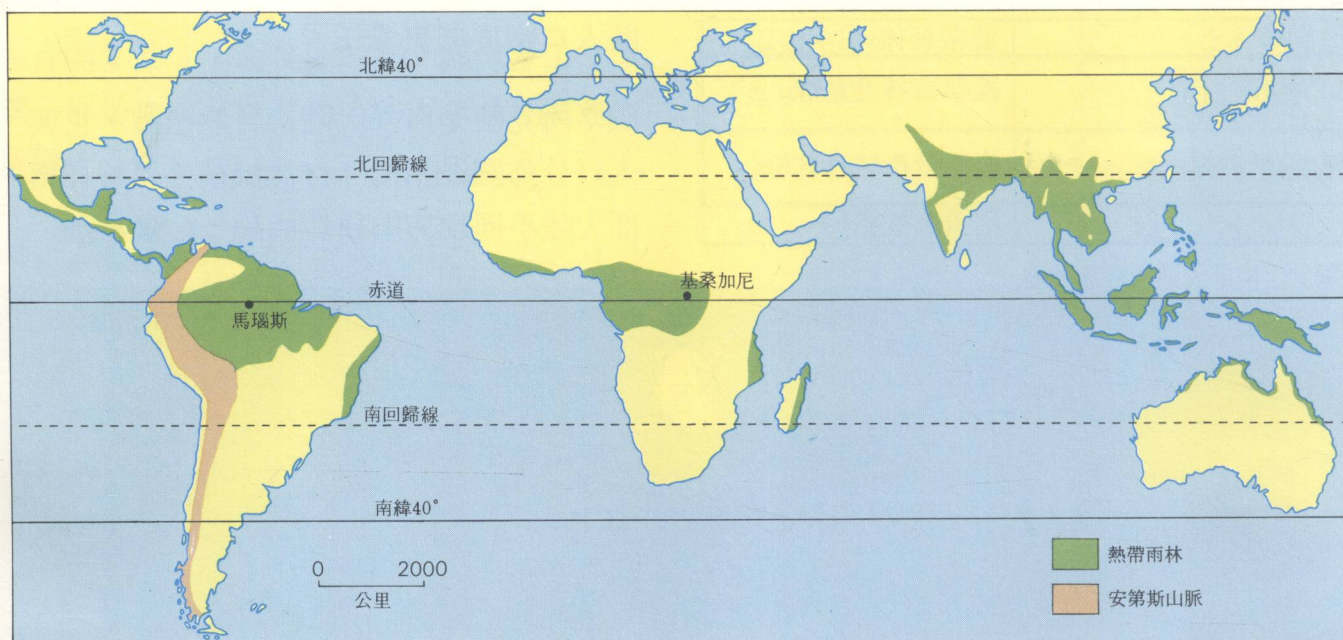 北緯40°
北回歸線
基桑加尼
赤道
馬瑙斯
南回歸線
南緯40°
0 2000
公里
熱帶雨林
安第斯山脈